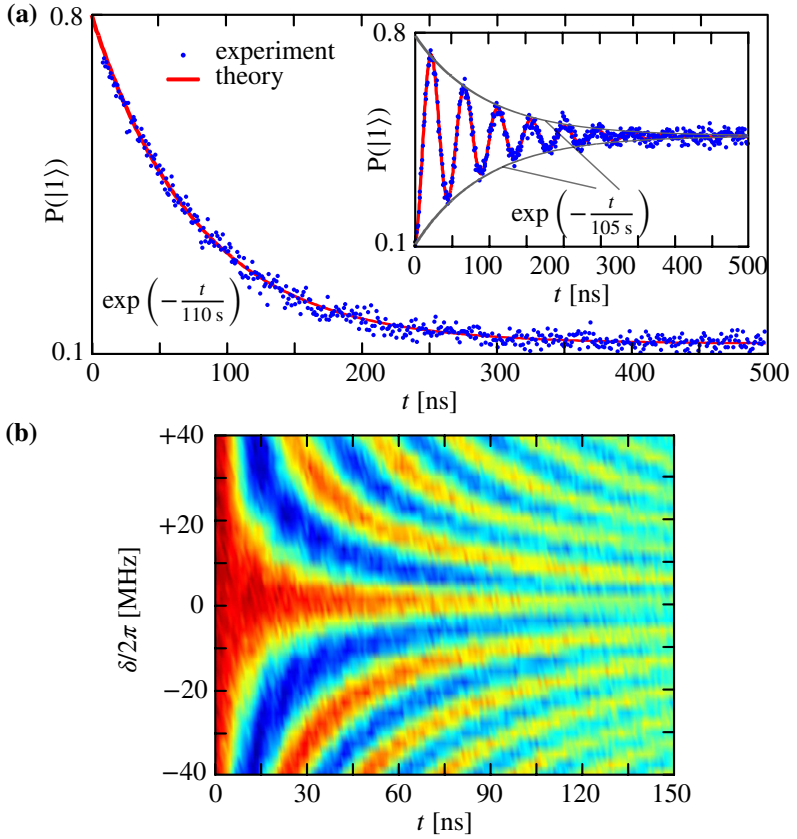 (a)
0.8
P(|1⟩)
0.1
experiment
theory
exp(−t/110 s)
0 100 200 300 400 500
t [ns]
0.8
P(|1⟩)
0.1
exp(−t/105 s)
0 100 200 300 400 500
t [ns]
(b)
+40
+20
0
−20
−40
δ/2π [MHz]
0 30 60 90 120 150
t [ns]